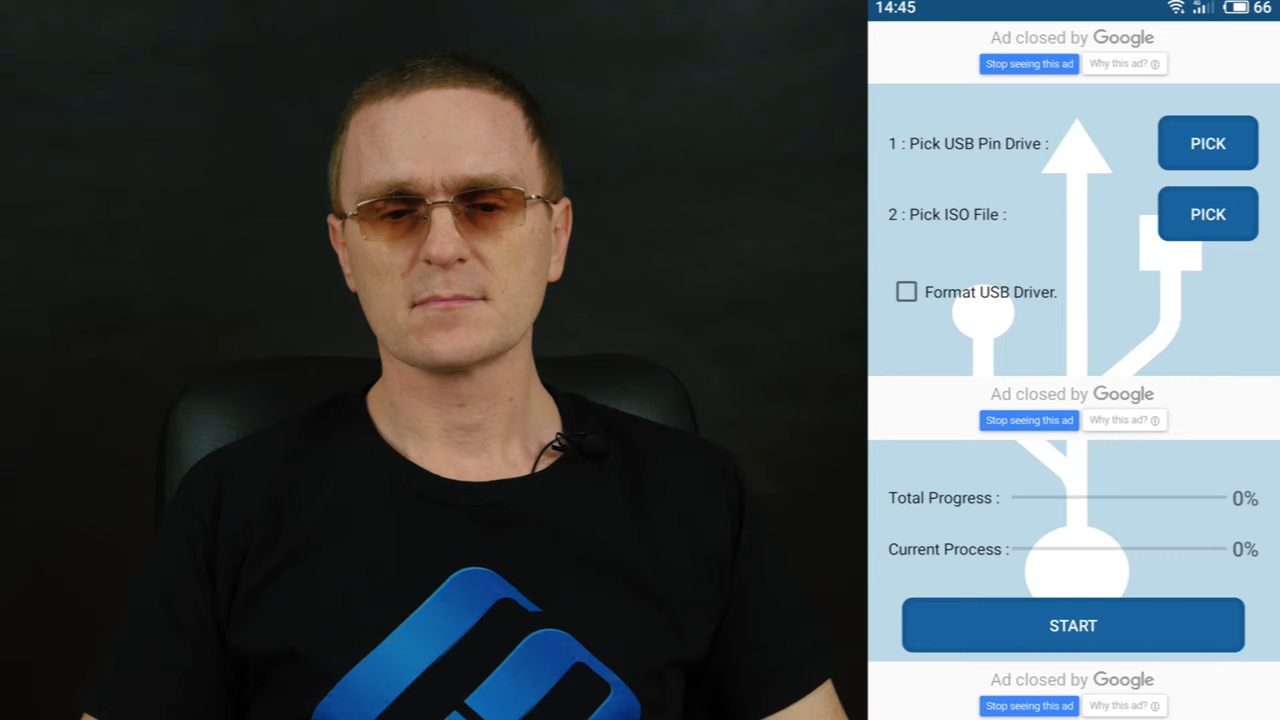 14:45
66
Ad closed by Google
Stop seeing this ad
Why this ad?
1 : Pick USB Pin Drive :
PICK
2 : Pick ISO File :
PICK
Format USB Driver.
Ad closed by Google
Stop seeing this ad
Why this ad?
Total Progress :
0%
Current Process :
0%
START
Ad closed by Google
Stop seeing this ad
Why this ad?